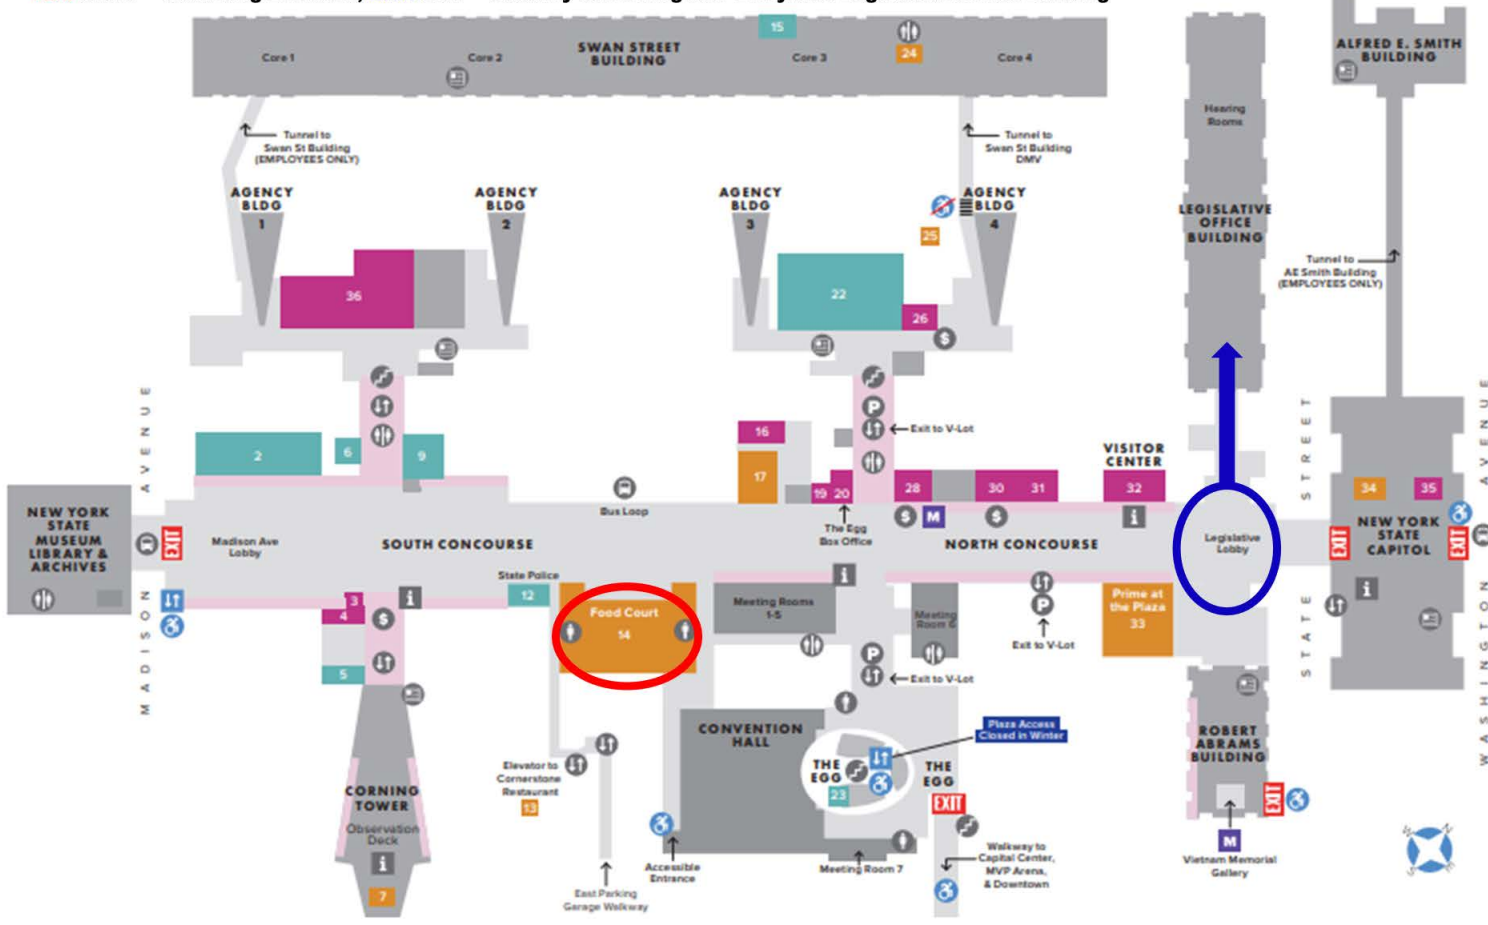 15
24
Core 1
Core 2
SWAN STREET
BUILDING
Core 3
Core 4
ALFRED E. SMITH
BUILDING
Hearing
Rooms
Tunnel to
Swan St Building
(EMPLOYEES ONLY)
Tunnel to
Swan St Building
DMV
AGENCY
BLDG
1
AGENCY
BLDG
2
AGENCY
BLDG
3
AGENCY
BLDG
4
25
LEGISLATIVE
OFFICE
BUILDING
Tunnel to
AE Smith Building
(EMPLOYEES ONLY)
36
22
26
$
P
Exit to V-Lot
MADISON AVENUE
2
6
9
16
17
19
20
28
30
31
VISITOR
CENTER
32
STATE STREET
34
35
WASHINGTON AVENUE
NEW YORK
STATE
MUSEUM
LIBRARY &
ARCHIVES
EXIT
Madison Ave
Lobby
SOUTH CONCOURSE
Bus Loop
The Egg
Box Office
$
M
$
i
NORTH CONCOURSE
Legislative
Lobby
EXIT
NEW YORK
STATE
CAPITOL
EXIT
i
State Police
12
3
4
i
$
5
Food Court
14
i
Meeting Rooms
1-5
Meeting
Room 6
P
Exit to V-Lot
Prime at
the Plaza
33
P
Exit to V-Lot
CONVENTION
HALL
Plaza Access
Closed in Winter
THE
EGG
23
THE
EGG
EXIT
ROBERT
ABRAMS
BUILDING
EXIT
Elevator to
Cornerstone
Restaurant
13
CORNING
TOWER
Observation
Deck
i
7
Accessible
Entrance
East Parking
Garage Walkway
Meeting Room 7
Walkway to
Capital Center,
MVP Arena,
& Downtown
M
Vietnam Memorial
Gallery